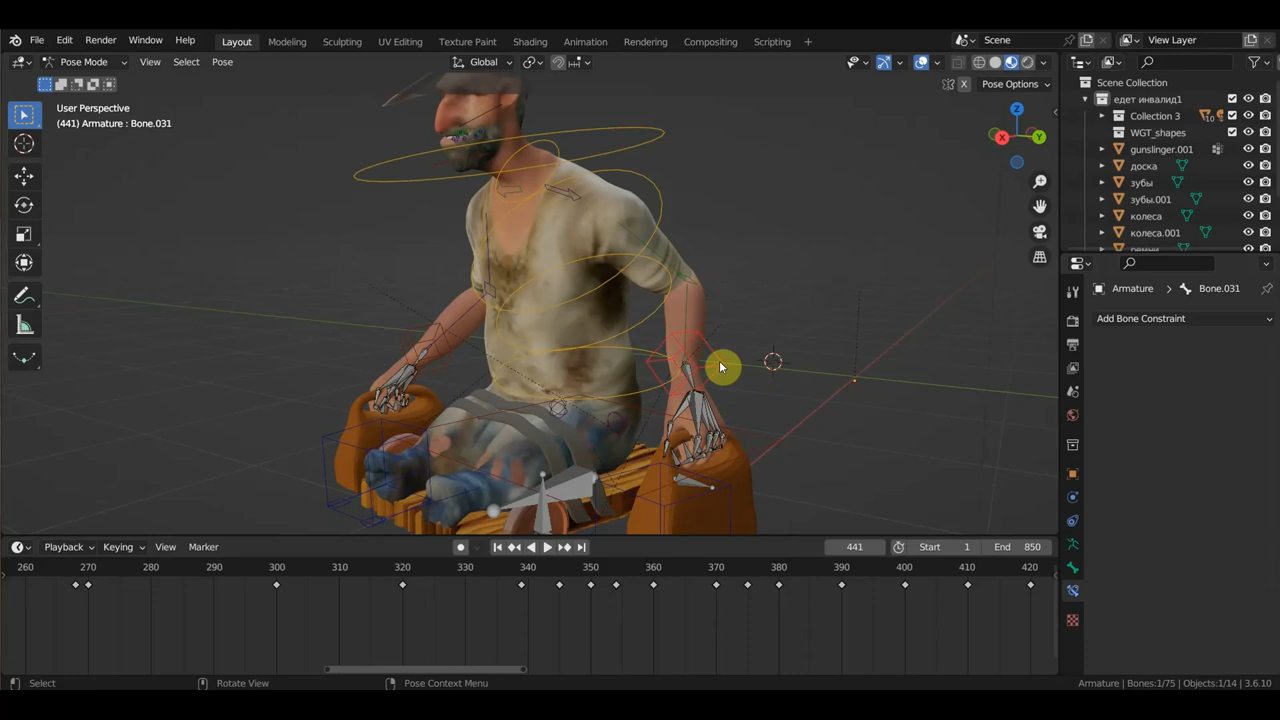 File Edit Render Window Help
Layout Modeling Sculpting UV Editing Texture Paint Shading Animation Rendering Compositing Scripting +
Scene
View Layer
Pose Mode View Select Pose
Global
X Pose Options
User Perspective
(441) Armature : Bone.031
Z
X
Y
Scene Collection
едет инвалид1
Collection 3
10
WGT_shapes
gunslinger.001
доска
зубы
зубы.001
колеса
колеса.001
ремни
Armature > Bone.031
Add Bone Constraint
Playback Keying View Marker
441 Start 1 End 850
260 270 280 290 300 310 320 330 340 350 360 370 380 390 400 410 420
Select Rotate View Pose Context Menu
Armature | Bones:1/75 | Objects:1/14 | 3.6.10